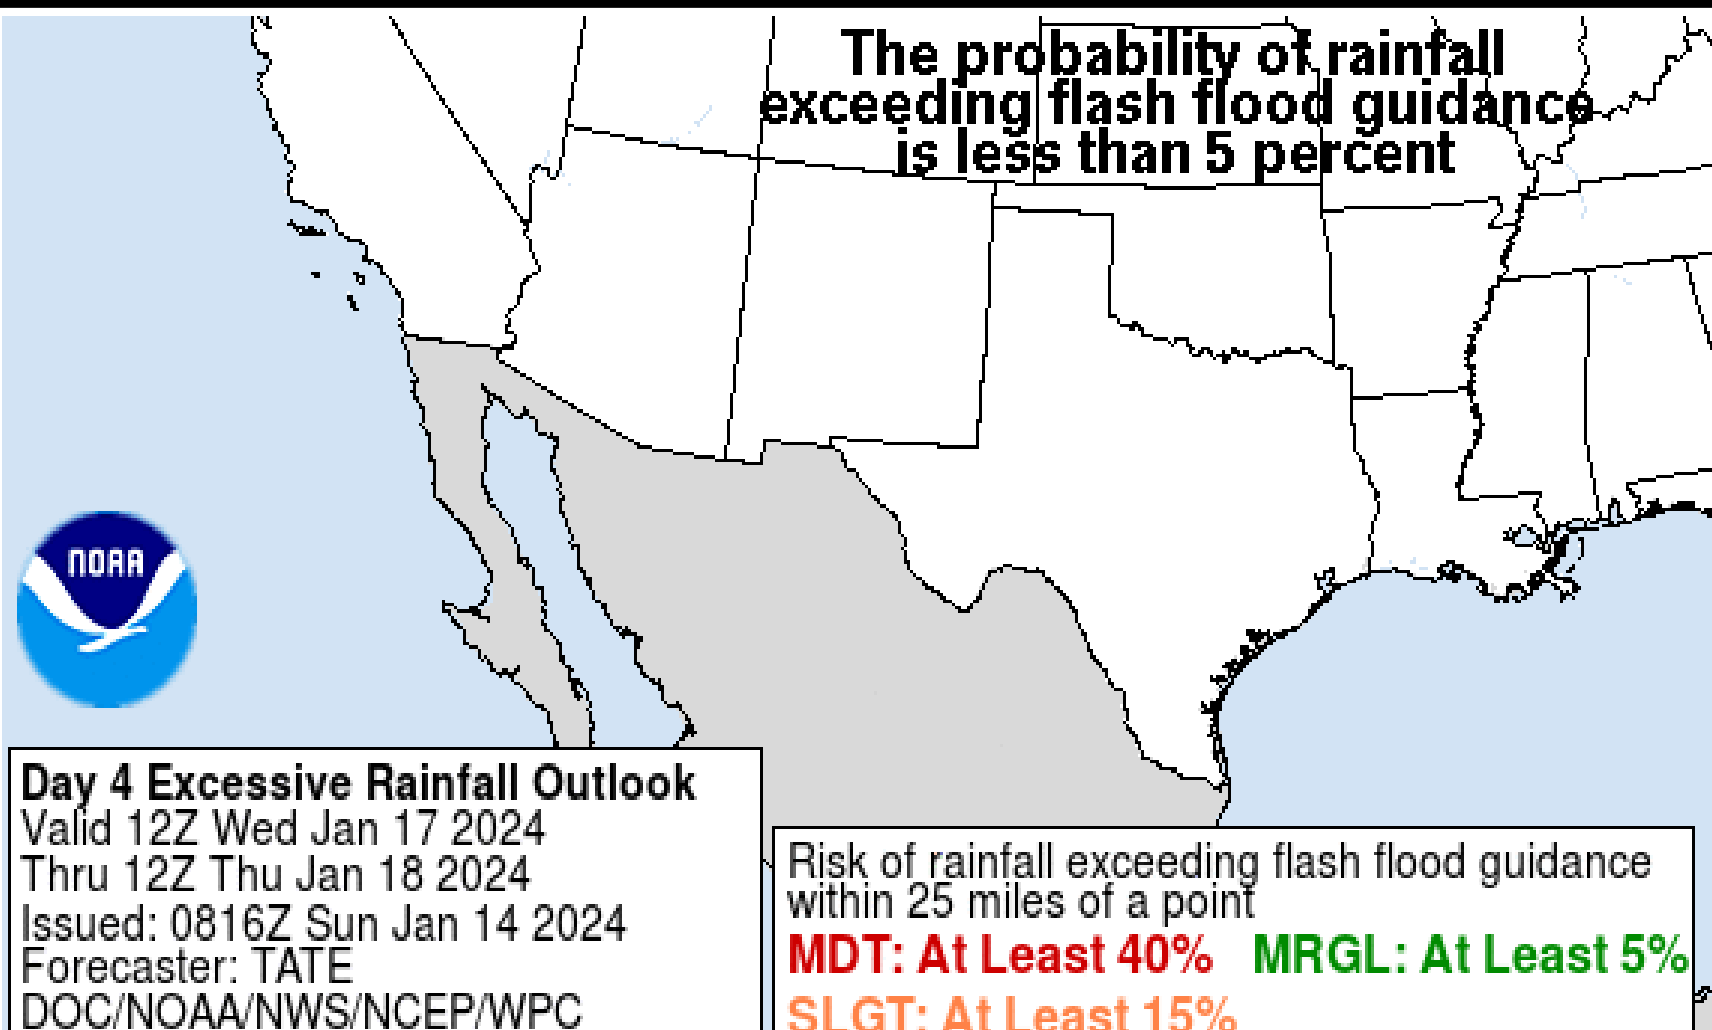 The probability of rainfall
exceeding flash flood guidance
is less than 5 percent
NOAA
Day 4 Excessive Rainfall Outlook
Valid 12Z Wed Jan 17 2024
Thru 12Z Thu Jan 18 2024
Issued: 0816Z Sun Jan 14 2024
Forecaster: TATE
DOC/NOAA/NWS/NCEP/WPC
Risk of rainfall exceeding flash flood guidance
within 25 miles of a point
MDT: At Least 40% MRGL: At Least 5%
SLGT: At Least 15%